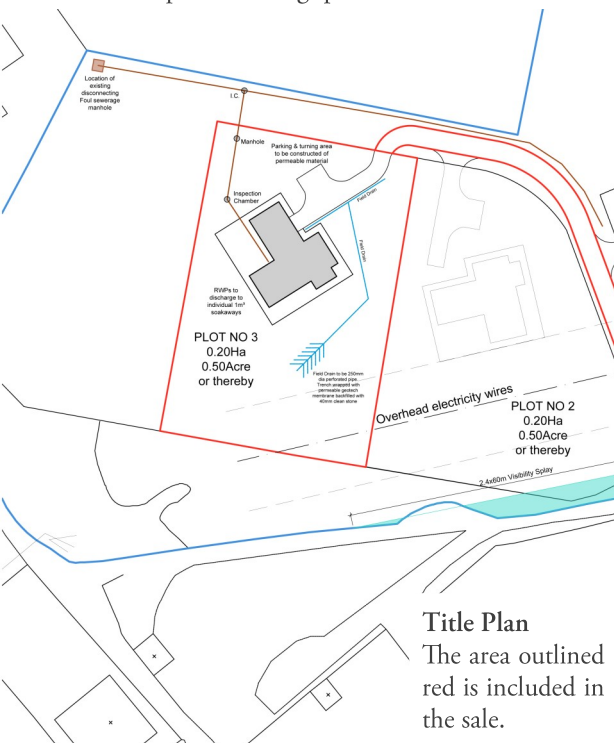 Location of
existing
disconnecting
Foul sewerage
manhole
I.C
Manhole
Parking & turning area
to be constructed of
permeable material
Inspection
Chamber
Field Drain
Field Drain
RWPs to
discharge to
individual 1m³
soakaways
PLOT NO 3
0.20Ha
0.50Acre
or thereby
Field Drain to be 250mm
dia perforated pipe.
Trench wrapped with
permeable geotech
membrane backfilled with
40mm clean stone
Overhead electricity wires
PLOT NO 2
0.20Ha
0.50Acre
or thereby
2.4x60m Visibility Splay
Title Plan
The area outlined
red is included in
the sale.